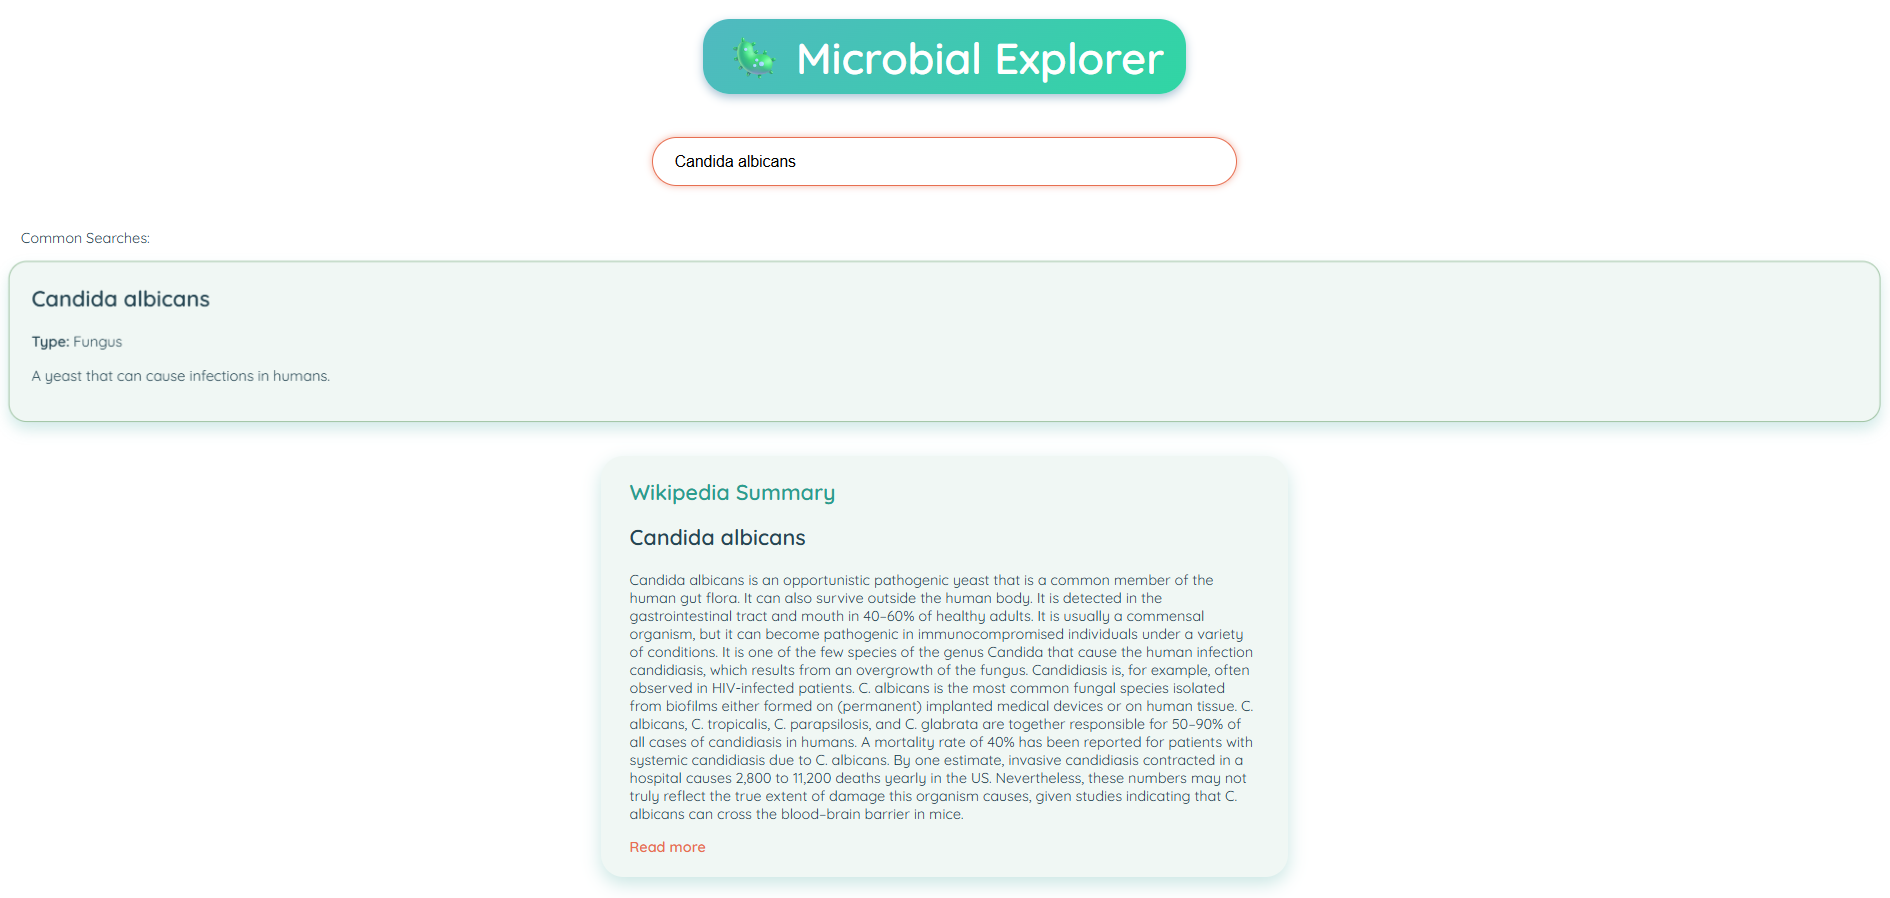 Microbial Explorer
Candida albicans
Common Searches:
Candida albicans
Type: Fungus
A yeast that can cause infections in humans.
Wikipedia Summary
Candida albicans
Candida albicans is an opportunistic pathogenic yeast that is a common member of the
human gut flora. It can also survive outside the human body. It is detected in the
gastrointestinal tract and mouth in 40–60% of healthy adults. It is usually a commensal
organism, but it can become pathogenic in immunocompromised individuals under a variety
of conditions. It is one of the few species of the genus Candida that cause the human infection
candidiasis, which results from an overgrowth of the fungus. Candidiasis is, for example, often
observed in HIV-infected patients. C. albicans is the most common fungal species isolated
from biofilms either formed on (permanent) implanted medical devices or on human tissue. C.
albicans, C. tropicalis, C. parapsilosis, and C. glabrata are together responsible for 50–90% of
all cases of candidiasis in humans. A mortality rate of 40% has been reported for patients with
systemic candidiasis due to C. albicans. By one estimate, invasive candidiasis contracted in a
hospital causes 2,800 to 11,200 deaths yearly in the US. Nevertheless, these numbers may not
truly reflect the true extent of damage this organism causes, given studies indicating that C.
albicans can cross the blood–brain barrier in mice.
Read more